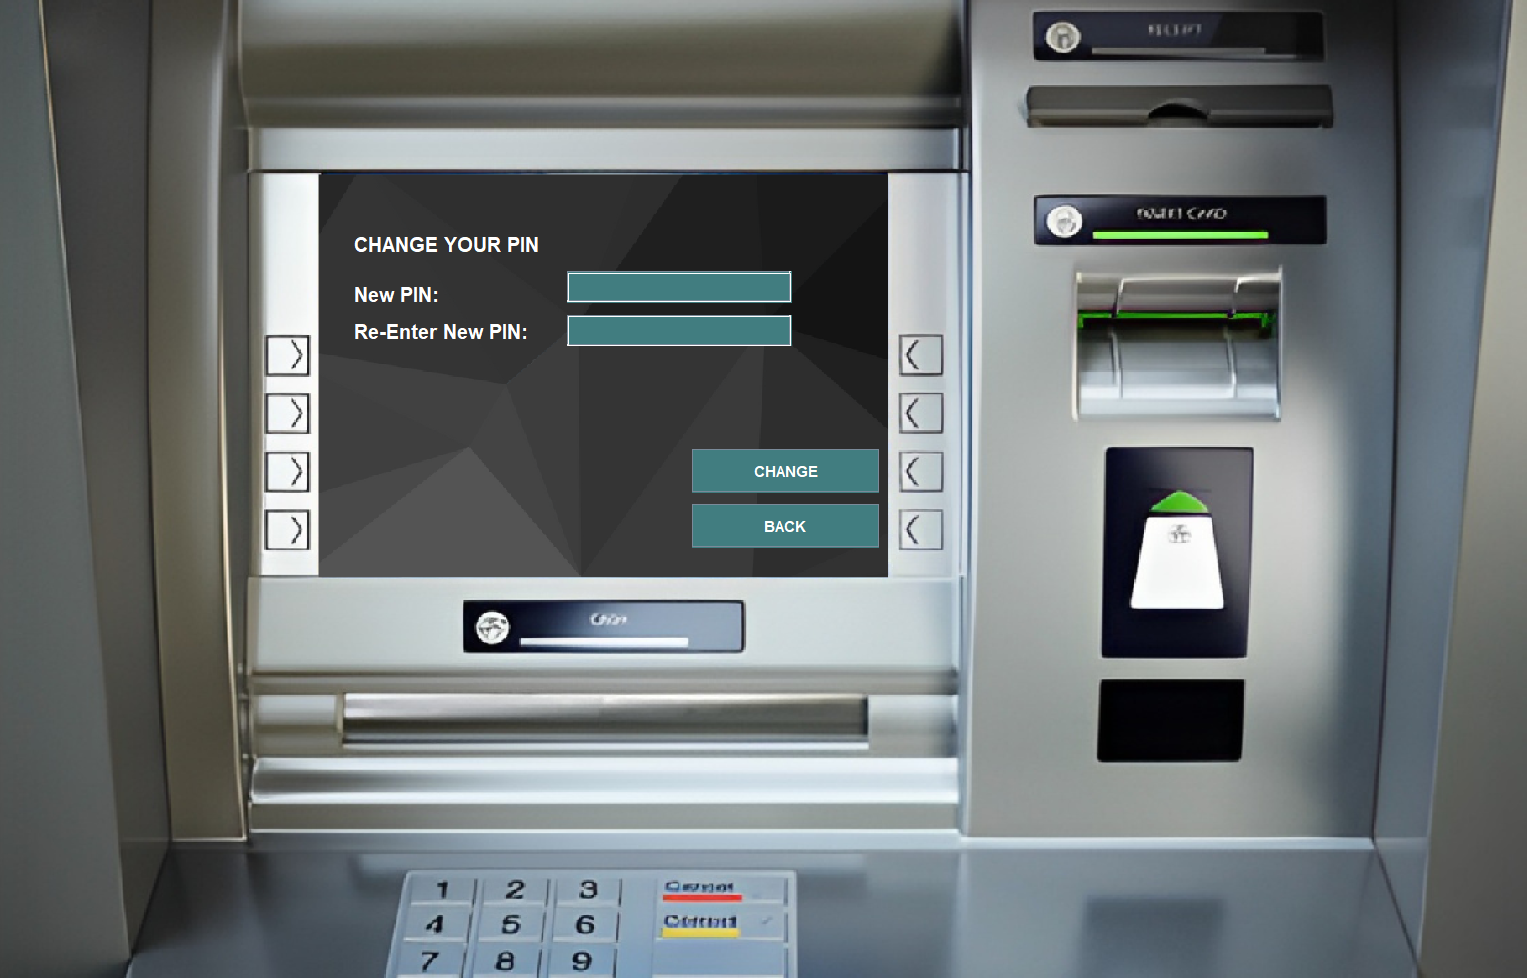 CHANGE YOUR PIN
New PIN:
Re-Enter New PIN:
CHANGE
BACK
1 2 3
4 5 6
7 8 9